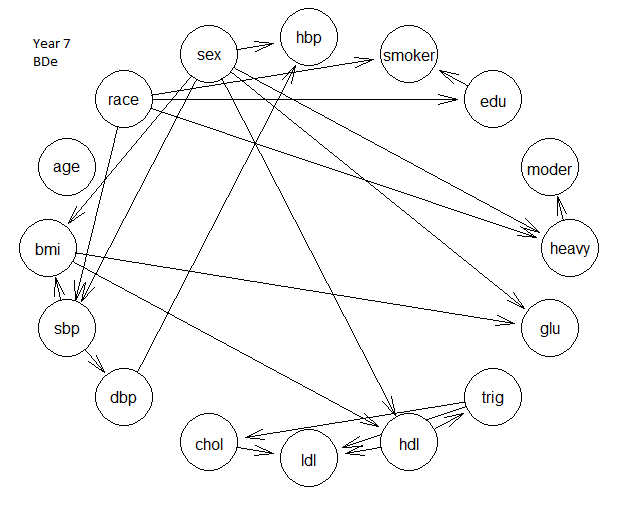 Year 7
BDe
hbp
sex
smoker
race
edu
age
moder
bmi
heavy
sbp
glu
dbp
trig
chol
hdl
ldl